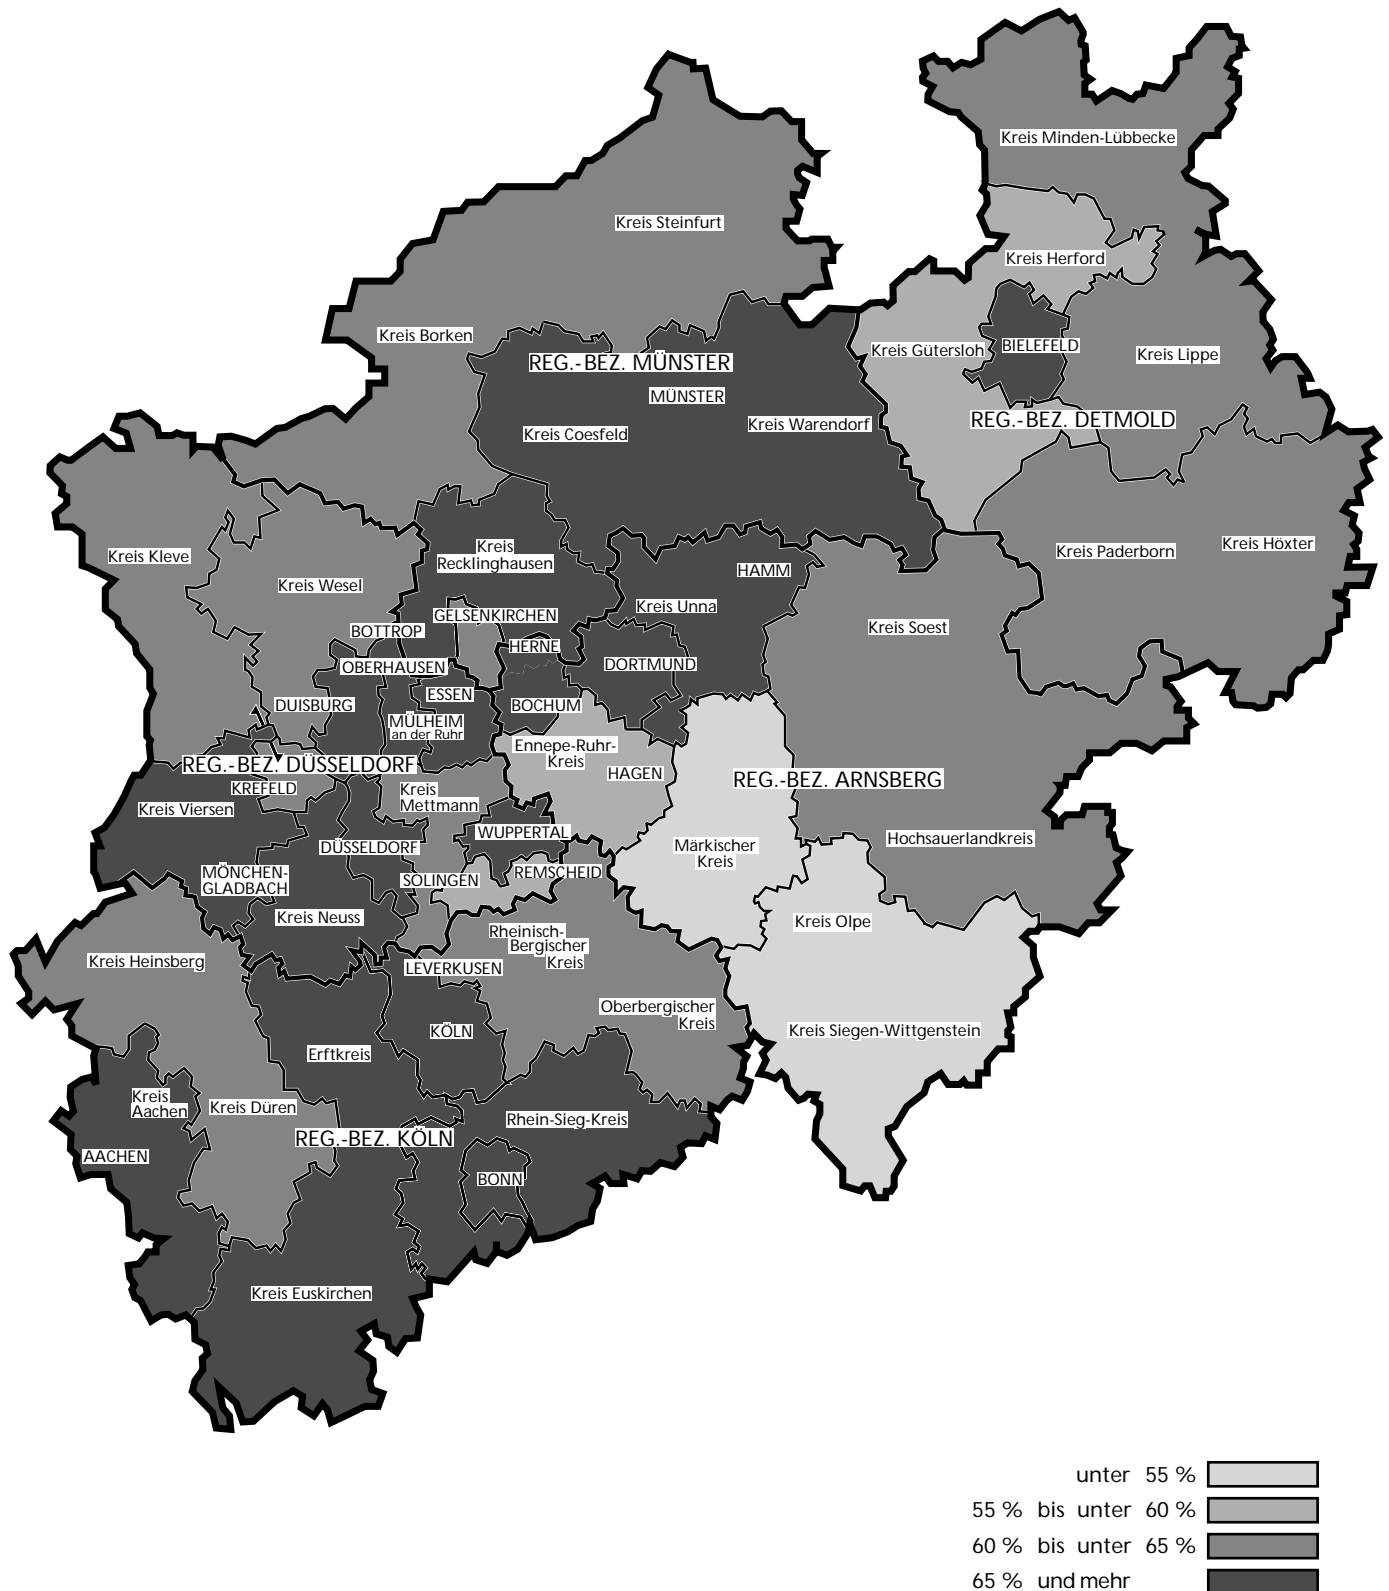 Kreis Minden-Lübbecke
Kreis Steinfurt
Kreis Herford
Kreis Borken
Kreis Gütersloh
BIELEFELD
Kreis Lippe
REG.-BEZ. MÜNSTER
MÜNSTER
Kreis Coesfeld
Kreis Warendorf
REG.-BEZ. DETMOLD
Kreis Kleve
Kreis
Recklinghausen
Kreis Paderborn
Kreis Höxter
Kreis Wesel
HAMM
Kreis Unna
GELSENKIRCHEN
Kreis Soest
BOTTROP
HERNE
OBERHAUSEN
DORTMUND
ESSEN
DUISBURG
BOCHUM
MÜLHEIM
an der Ruhr
Ennepe-Ruhr-
Kreis
REG.-BEZ. DÜSSELDORF
HAGEN
REG.-BEZ. ARNSBERG
KREFELD
Kreis
Mettmann
Kreis Viersen
WUPPERTAL
Hochsauerlandkreis
DÜSSELDORF
Märkischer
Kreis
MÖNCHEN-
GLADBACH
SOLINGEN
REMSCHEID
Kreis Neuss
Kreis Olpe
Rheinisch-
Bergischer
Kreis
Kreis Heinsberg
LEVERKUSEN
Oberbergischer
Kreis
KÖLN
Kreis Siegen-Wittgenstein
Erftkreis
Kreis
Aachen
Kreis Düren
Rhein-Sieg-Kreis
REG.-BEZ. KÖLN
AACHEN
BONN
Kreis Euskirchen
unter 55 %
55 % bis unter 60 %
60 % bis unter 65 %
65 % und mehr